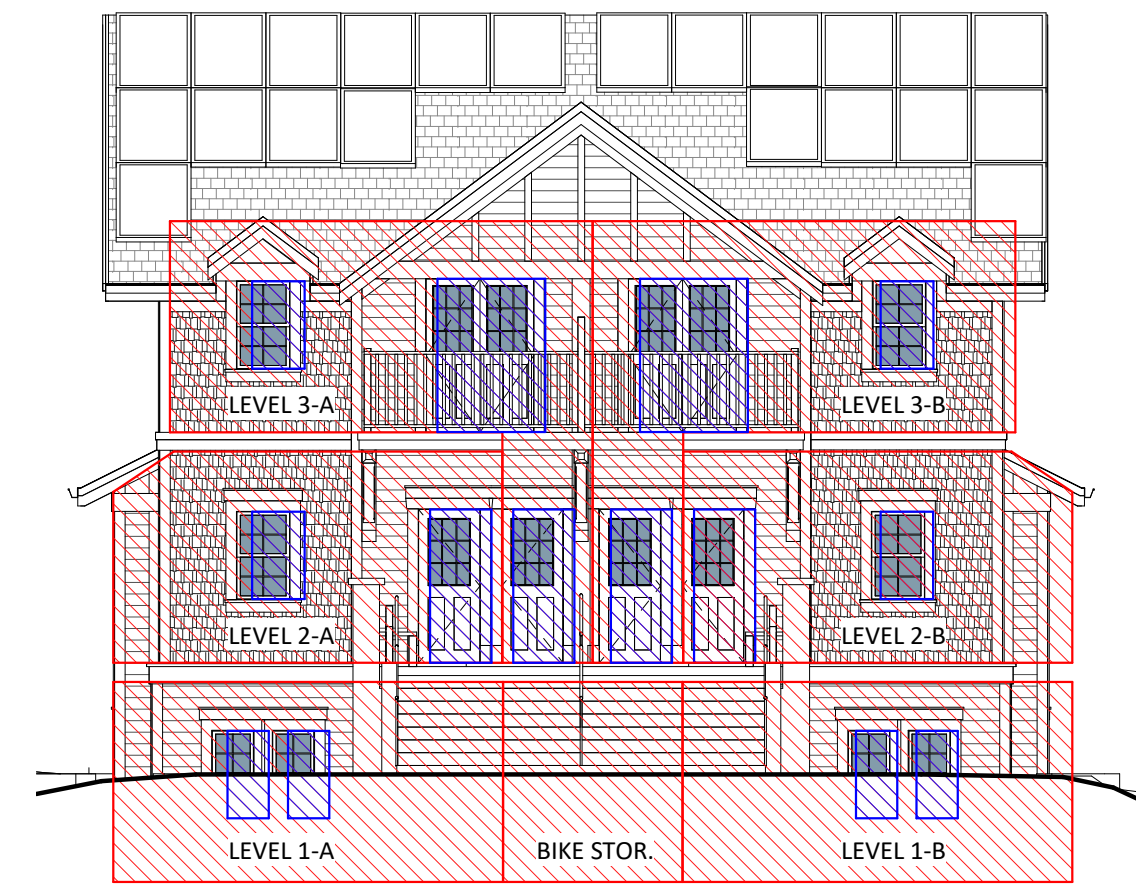 LEVEL 3-A
LEVEL 3-B
LEVEL 2-A
LEVEL 2-B
LEVEL 1-A
BIKE STOR.
LEVEL 1-B